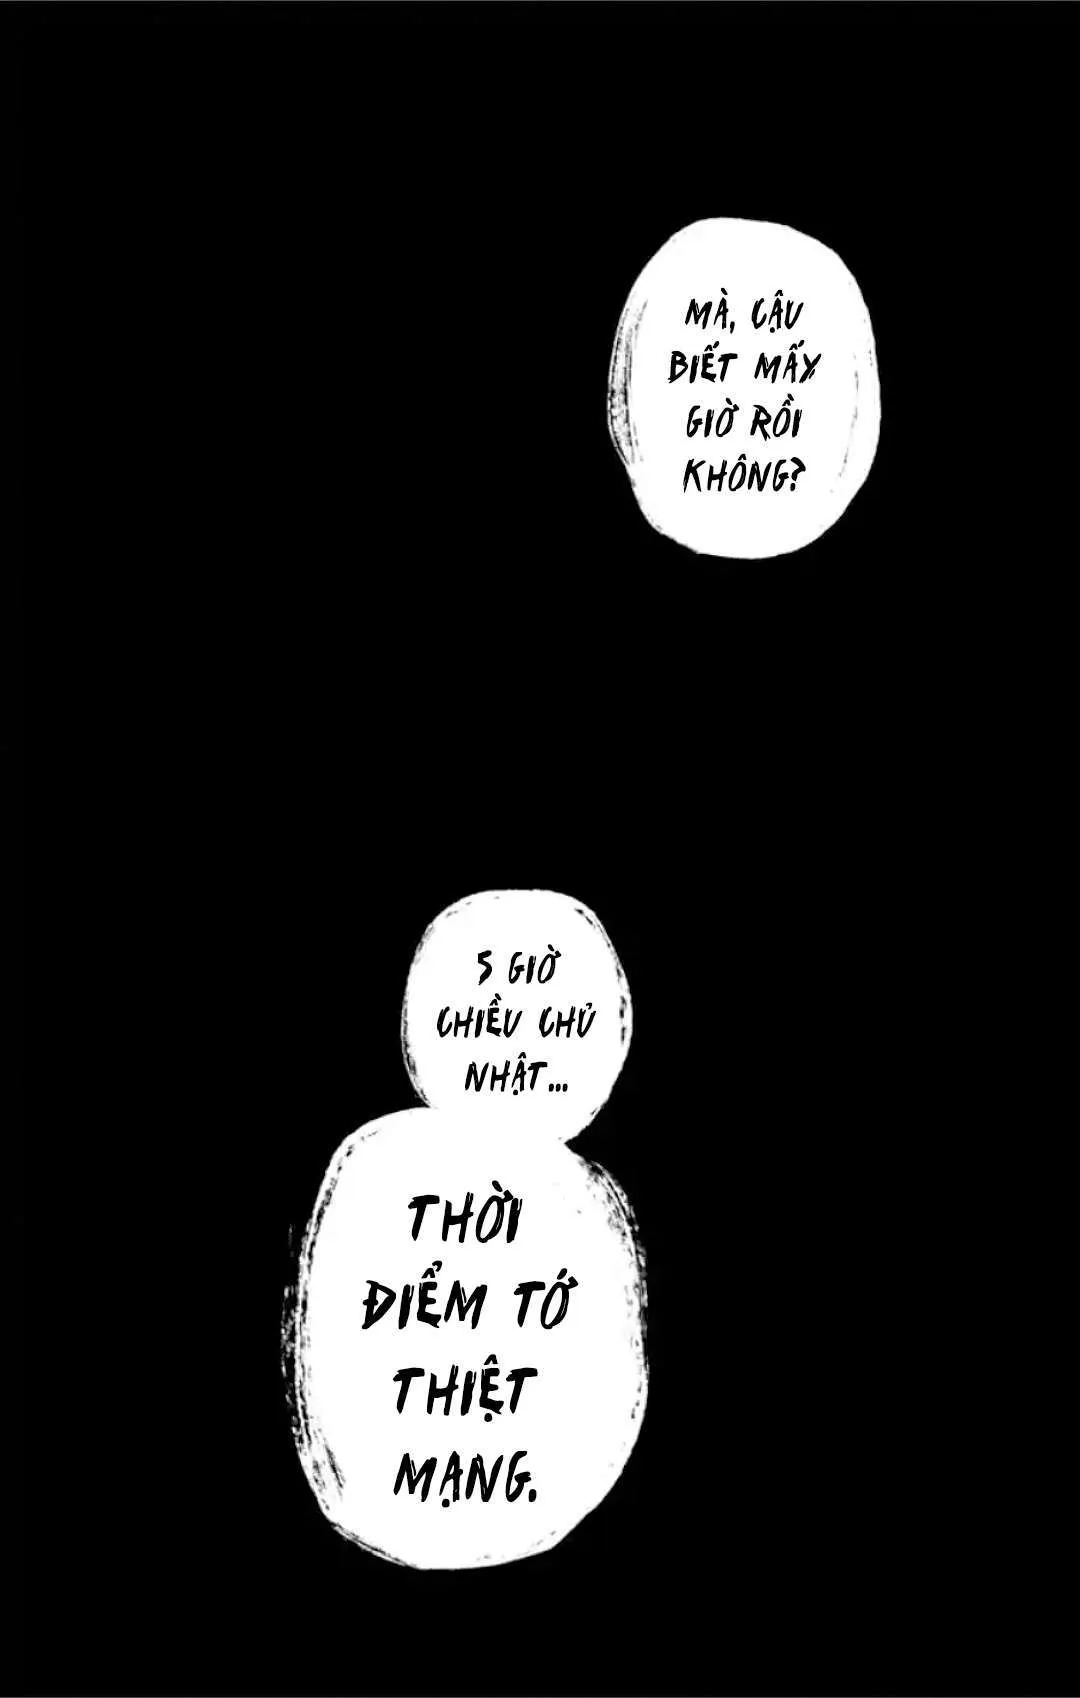 MÀ, CẬU
BIẾT MẤY
GIỜ RỒI
KHÔNG?
5 GIỜ
CHIỀU CHỦ
NHẬT...
THỜI
ĐIỂM TỚ
THIỆT
MẠNG.